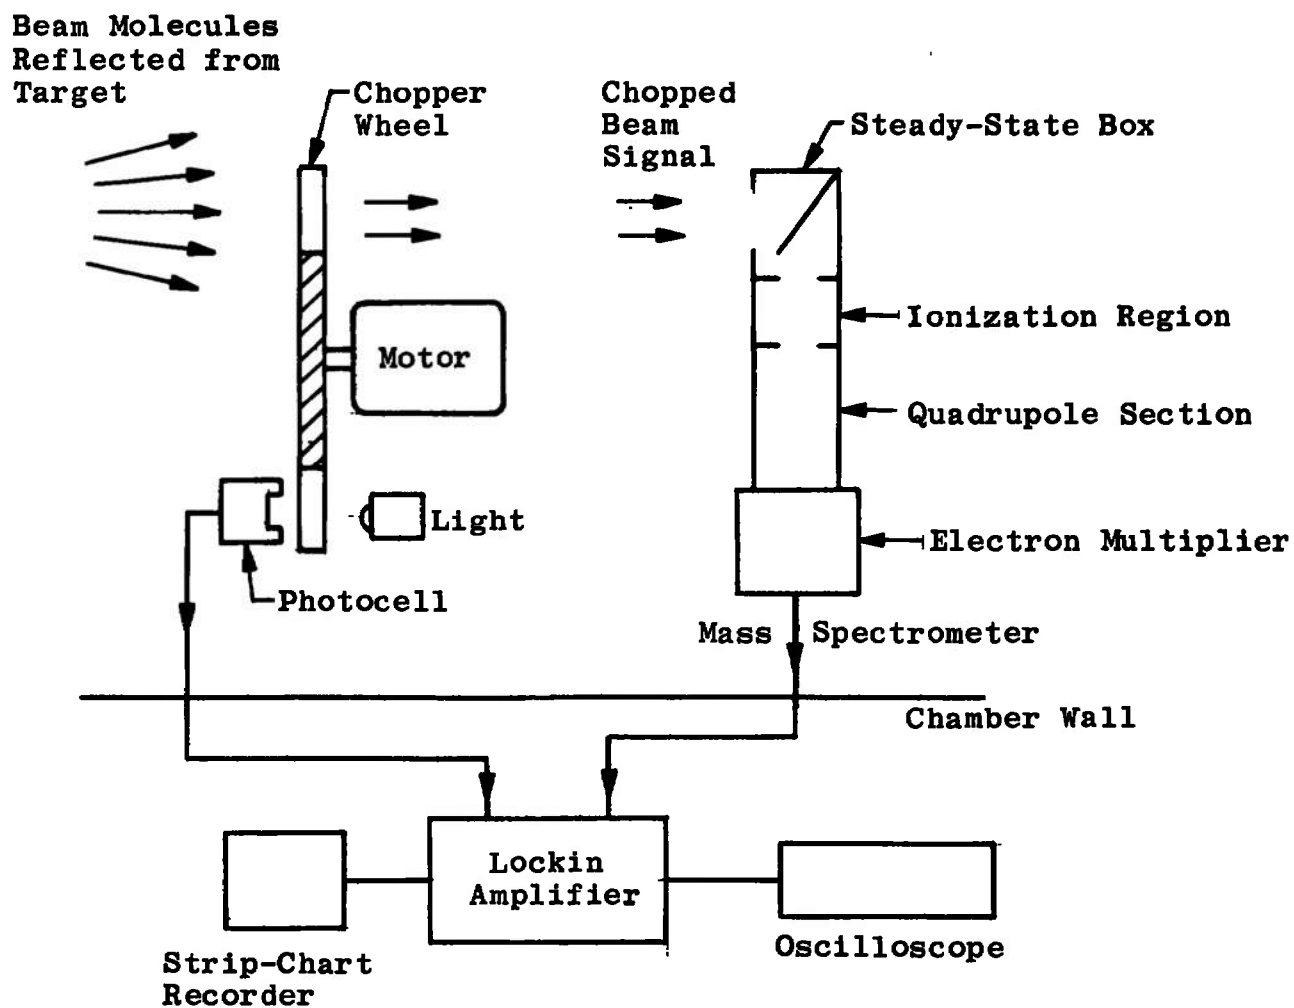 Beam Molecules
Reflected from
Target
Chopper
Wheel
Chopped
Beam
Signal
Steady-State Box
Ionization Region
Motor
Quadrupole Section
Light
Electron Multiplier
Photocell
Mass Spectrometer
Chamber Wall
Lockin
Amplifier
Oscilloscope
Strip-Chart
Recorder